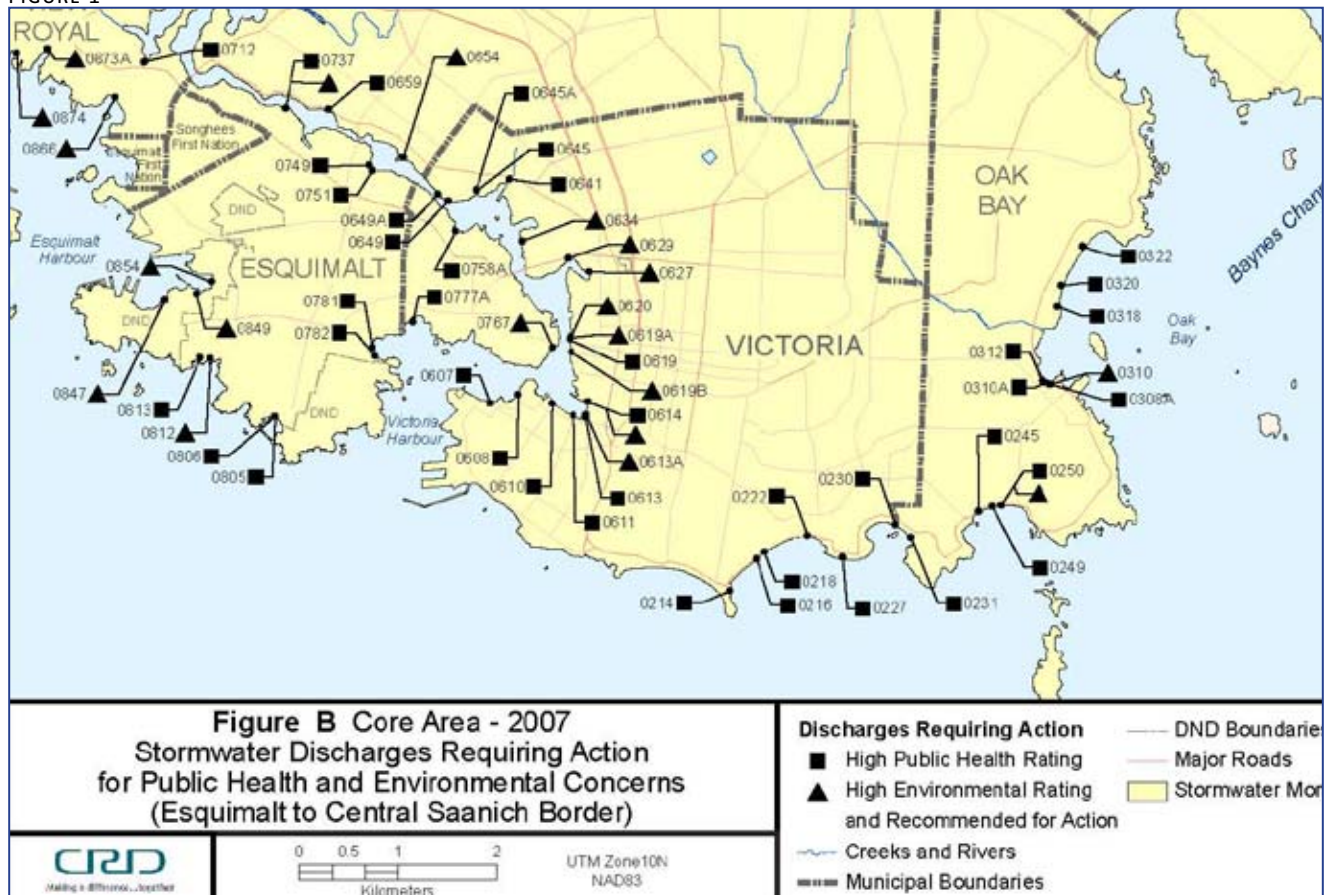 FIGURE 1
ROYAL
0873A
0712
0737
0654
0659
0645A
0874
Songhees
First Nation
0866
Esquimalt
First
Nation
0749
0645
0751
0641
OAK
BAY
DND
0649A
0634
Baynes Chan
0649
0629
Esquimalt
Harbour
0854
ESQUIMALT
0758A
0627
0322
0781
0777A
0320
0620
DND
0849
0782
0767
0619A
0318
Oak
Bay
VICTORIA
0619
0312
0607
0310
0847
0619B
0310A
0308A
0813
DND
Victoria
Harbour
0614
0812
0245
0806
0608
0613A
0250
0805
0610
0613
0222
0230
0611
0249
0218
0214
0216
0227
0231
Figure B Core Area - 2007
Stormwater Discharges Requiring Action
for Public Health and Environmental Concerns
(Esquimalt to Central Saanich Border)
CRD
Making a difference...together
0 0.5 1 2
Kilometers
UTM Zone10N
NAD83
Discharges Requiring Action
High Public Health Rating
High Environmental Rating
and Recommended for Action
Creeks and Rivers
Municipal Boundaries
DND Boundaries
Major Roads
Stormwater Mon